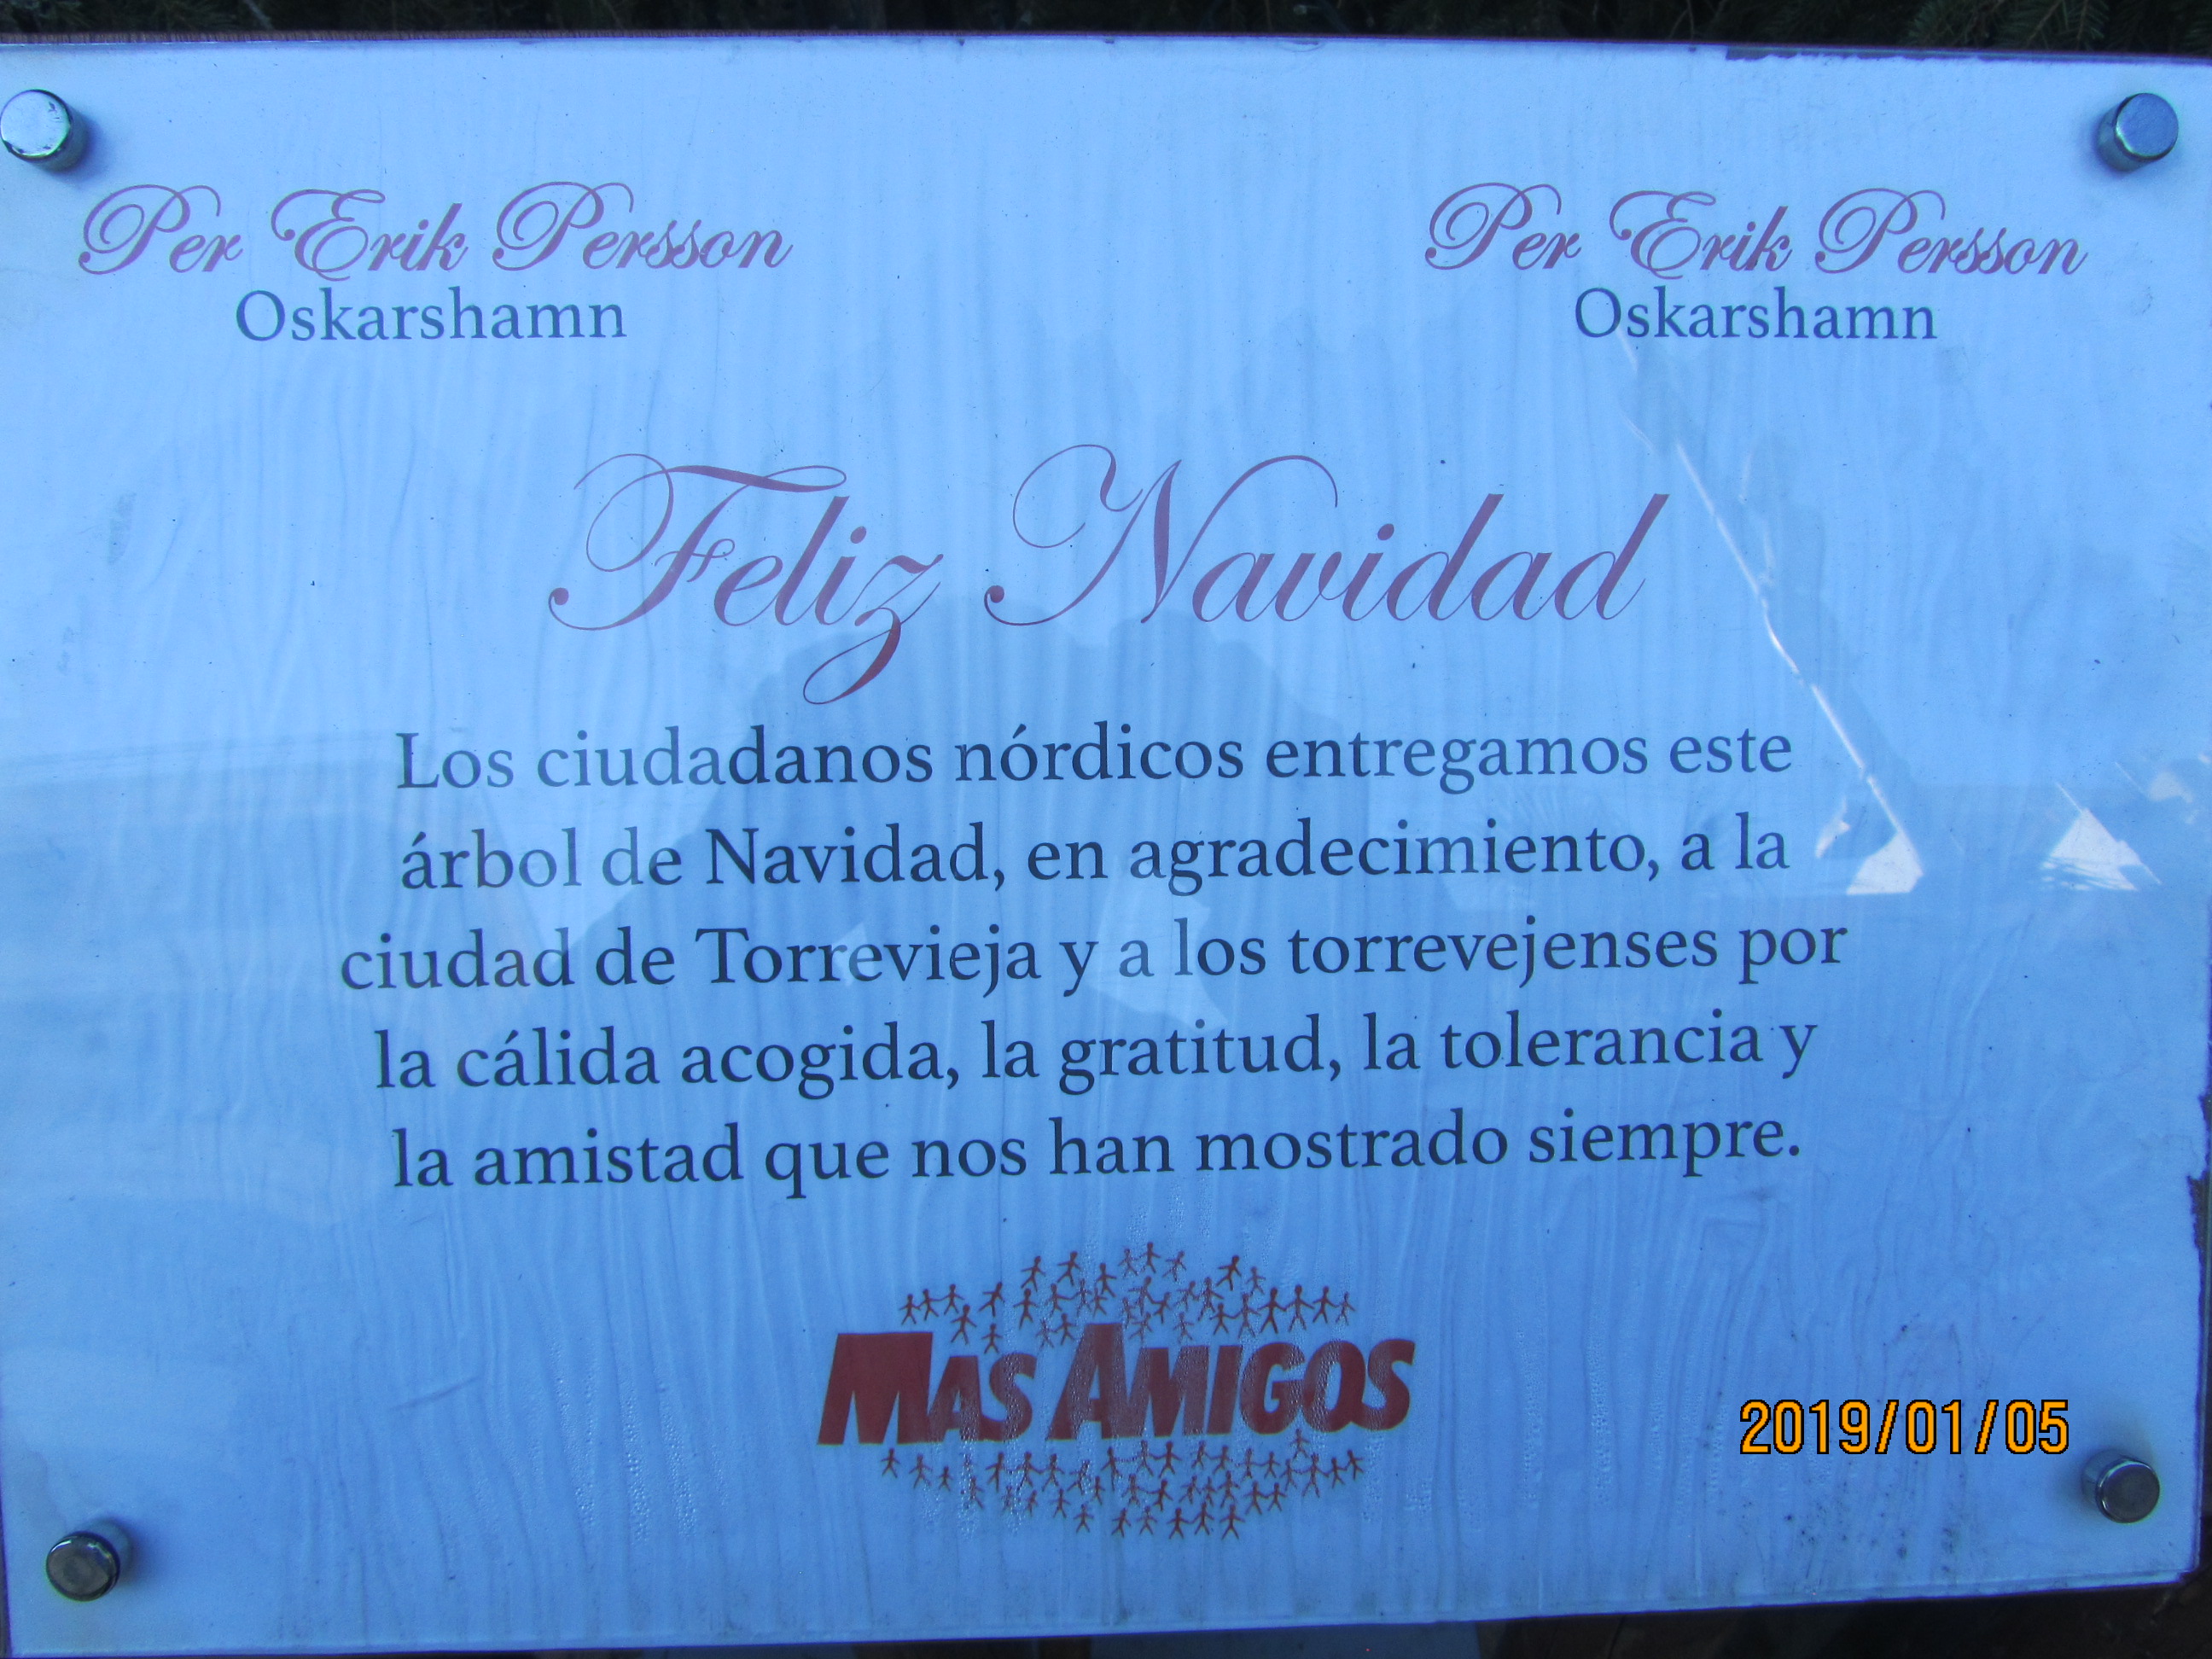 Per Erik Persson
Oskarshamn
Per Erik Persson
Oskarshamn
Feliz Navidad
Los ciudadanos nórdicos entregamos este
árbol de Navidad, en agradecimiento, a la
ciudad de Torrevieja y a los torrevejenses por
la cálida acogida, la gratitud, la tolerancia y
la amistad que nos han mostrado siempre.
MAS AMIGOS
2019/01/05